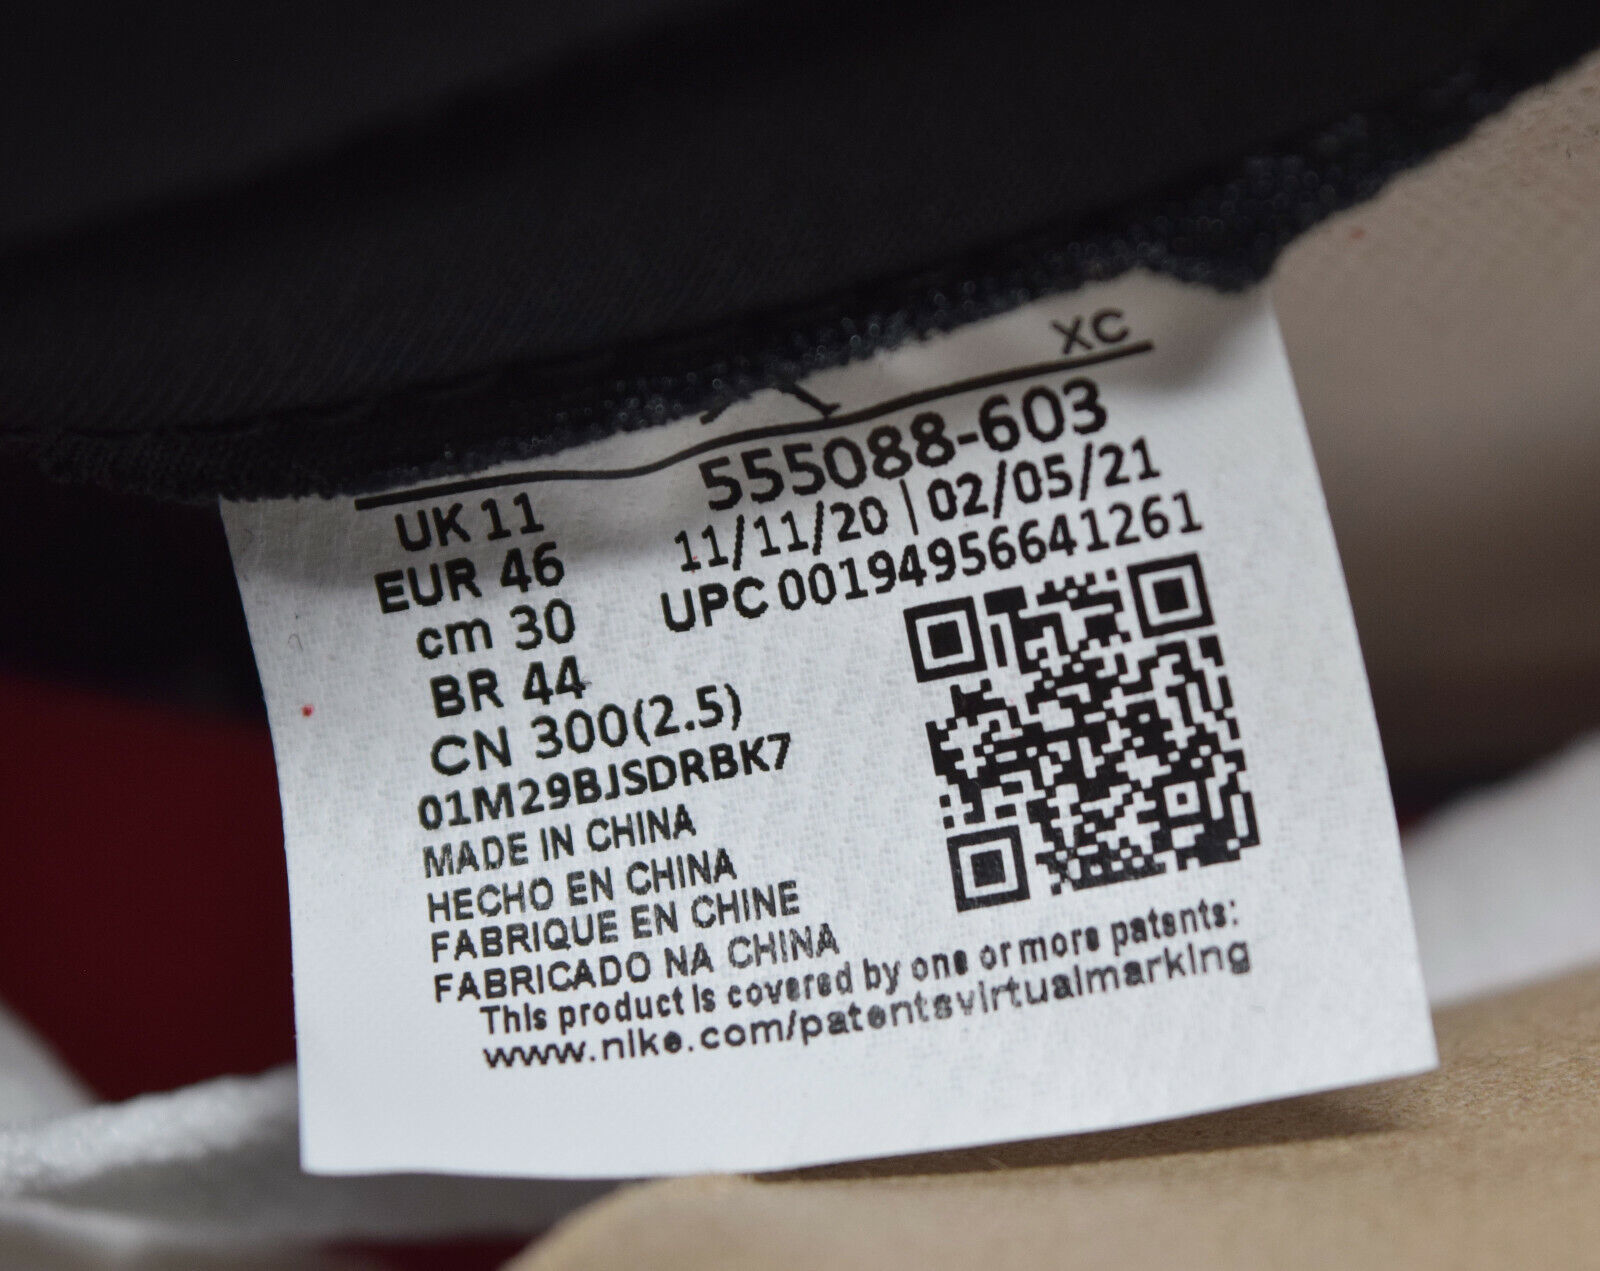 XC
UK 11
EUR 46
cm 30
BR 44
CN 300(2.5)
01M29BJSDRBK7
MADE IN CHINA
HECHO EN CHINA
FABRIQUE EN CHINE
FABRICADO NA CHINA
555088-603
11/11/20 | 02/05/21
UPC 00194956641261
This product is covered by one or more patents:
www.nike.com/patentsvirtualmarking